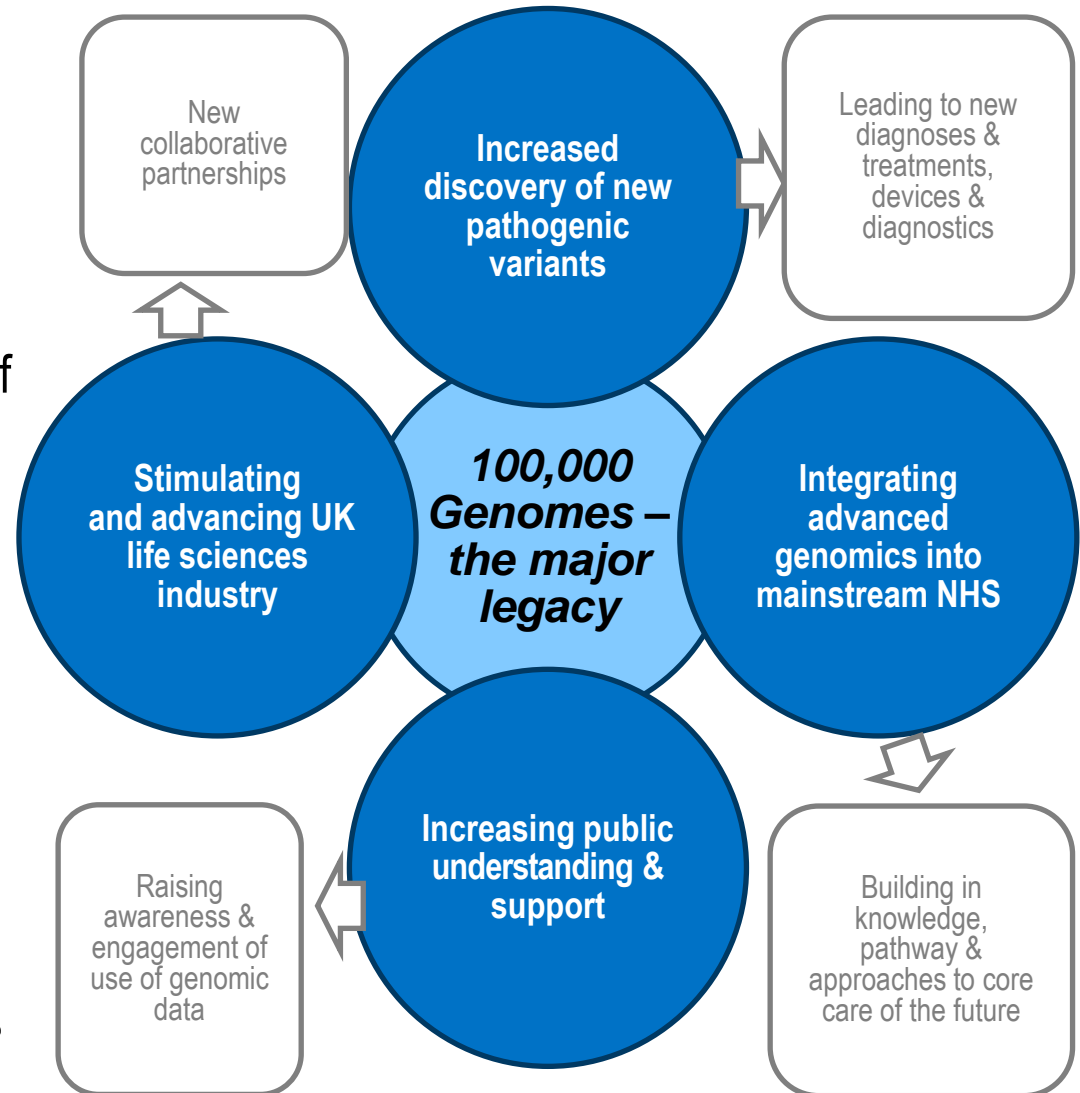 New
collaborative
partnerships
Increased
discovery of new
pathogenic
variants
Leading to new
diagnoses &
treatments,
devices &
diagnostics
f
Stimulating
and advancing UK
life sciences
industry
100,000
Genomes –
the major
legacy
Integrating
advanced
genomics into
mainstream NHS
Increasing public
understanding &
support
Raising
awareness &
engagement of
use of genomic
data
Building in
knowledge,
pathway &
approaches to core
care of the future